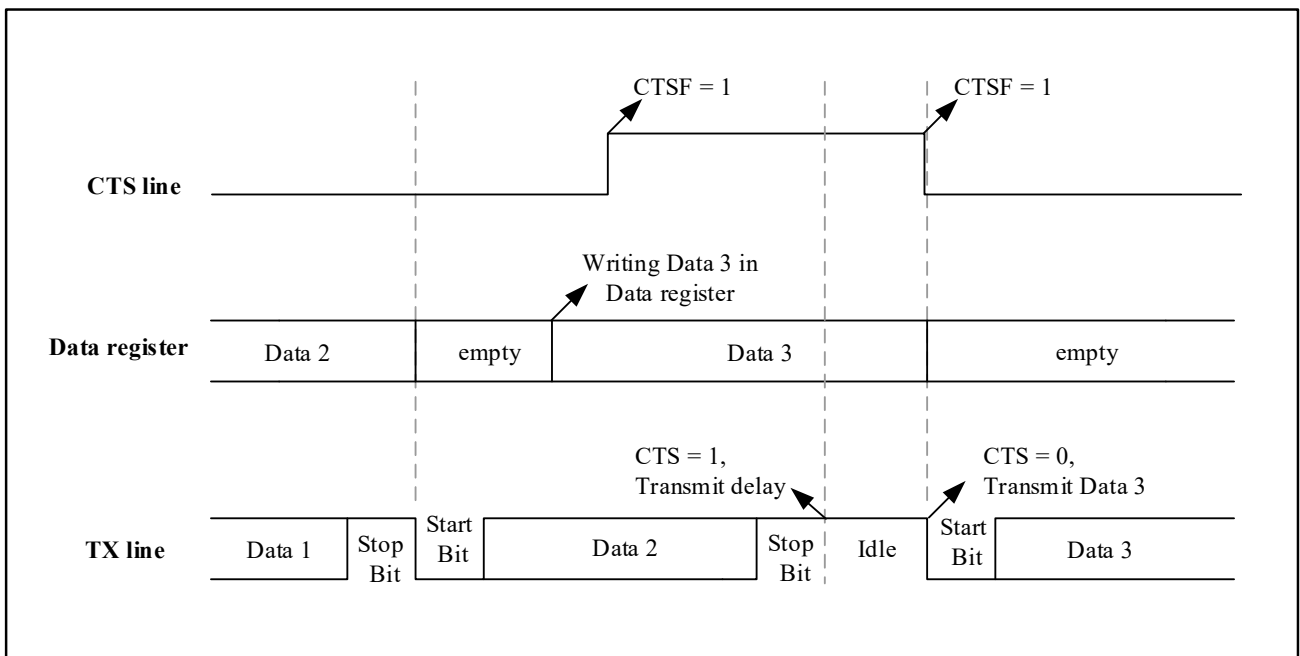 CTSF = 1
CTSF = 1
CTS line
Writing Data 3 in
Data register
Data register
Data 2
empty
Data 3
empty
CTS = 1,
Transmit delay
CTS = 0,
Transmit Data 3
TX line
Data 1
Stop
Bit
Start
Bit
Data 2
Stop
Bit
Idle
Start
Bit
Data 3